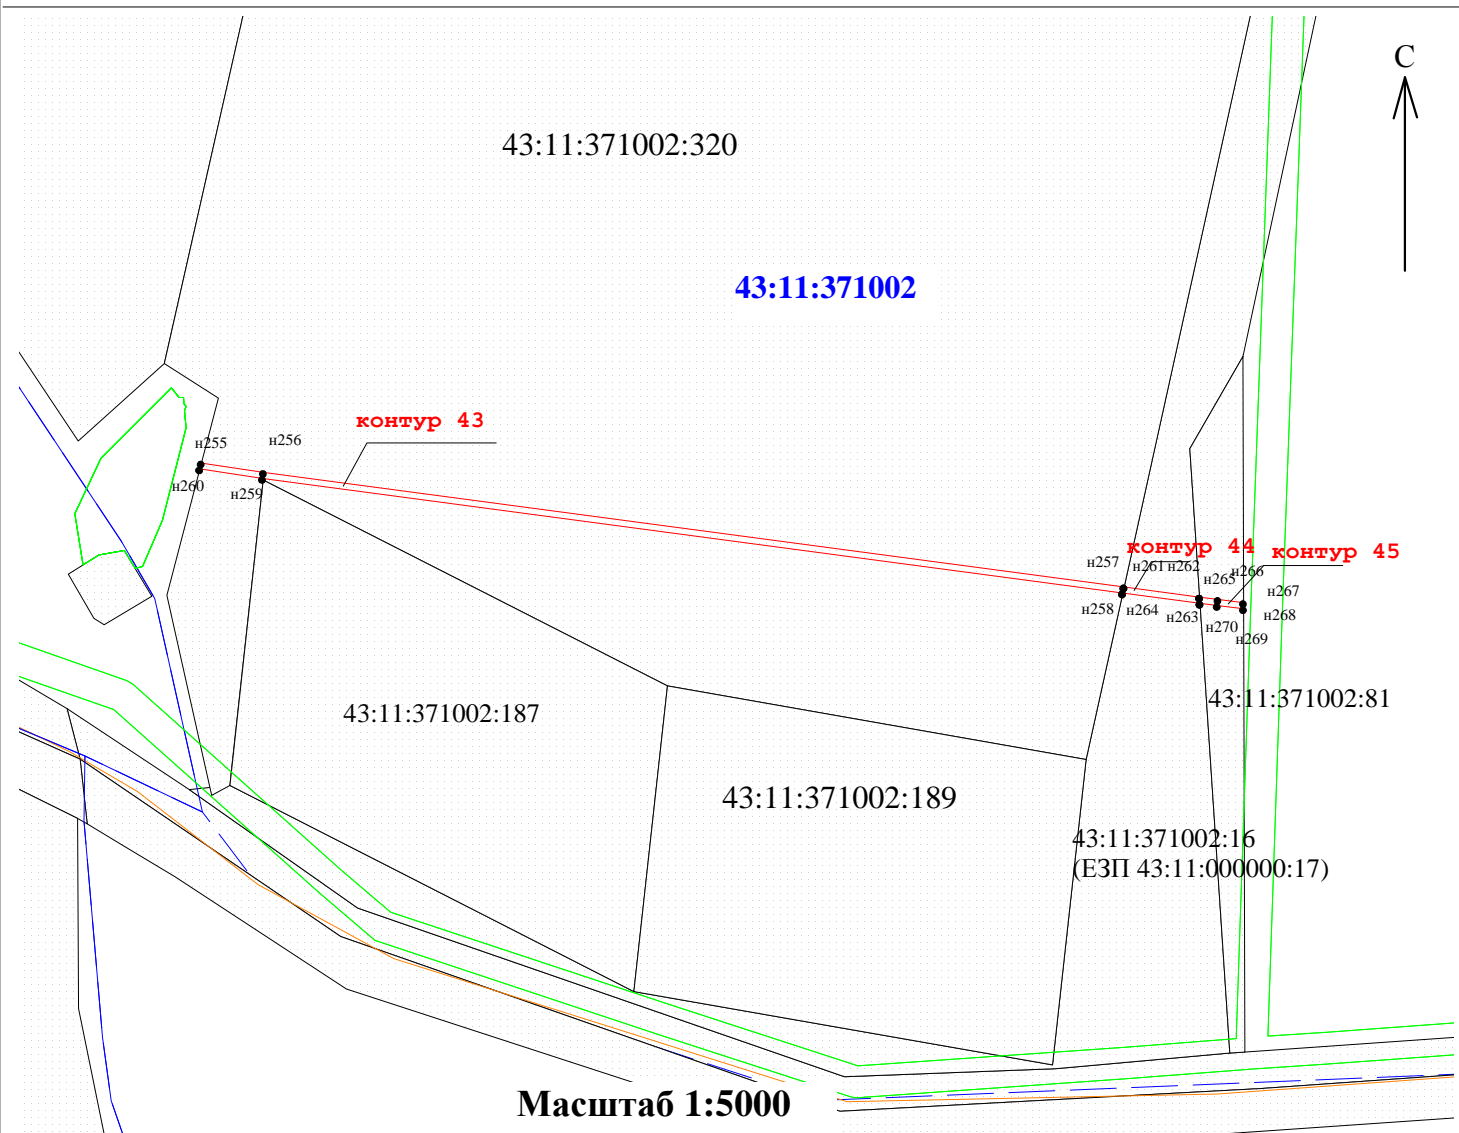 С
43:11:371002:320
43:11:371002
контур 43
н255
н256
н260
н259
контур 44
контур 45
н257
н261
н262
н265
н266
н267
н258
н264
н263
н270
н268
н269
43:11:371002:187
43:11:371002:81
43:11:371002:189
43:11:371002:16
(ЕЗП 43:11:000000:17)
Масштаб 1:5000